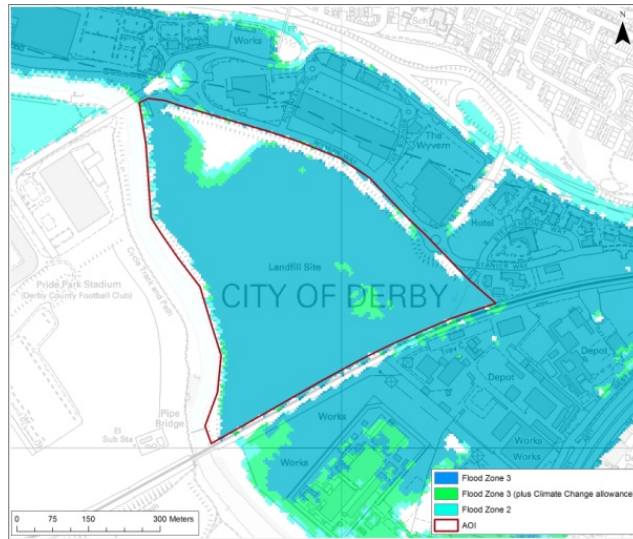 N
Sch
Works
The
Wyvern
Hotel
STANIER WAY
Landfill Site
CITY OF DERBY
Pride Park Stadium
(Derby County Football Club)
Cycle Track and Path
Depot
Depot
Pipe
Bridge
El
Sub Sta
Works
Works
Works
Works
Flood Zone 3
Flood Zone 3 (plus Climate Change allowance
Flood Zone 2
AOI
0 75 150 300 Meters